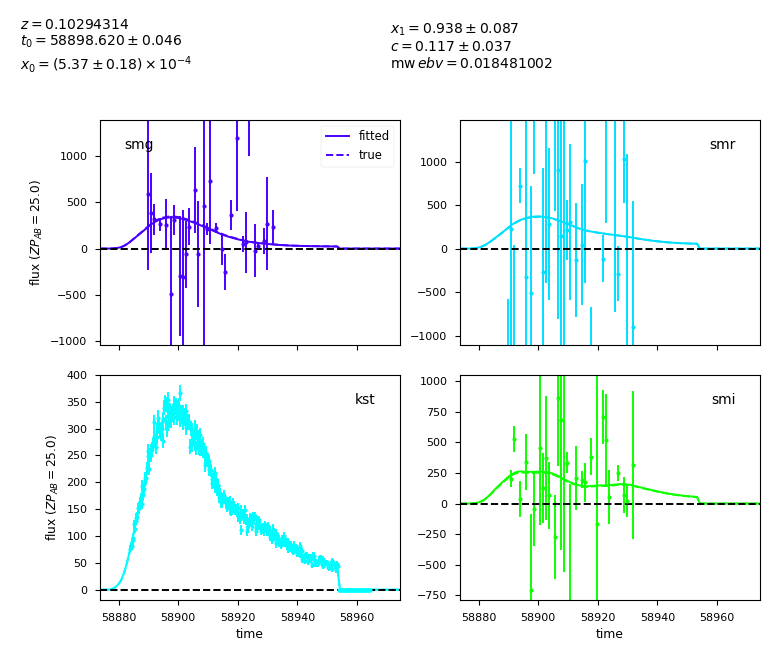 z = 0.10294314
t₀ = 58898.620 ± 0.046
x₀ = (5.37 ± 0.18) × 10⁻⁴
x₁ = 0.938 ± 0.087
c = 0.117 ± 0.037
mw ebv = 0.018481002
smg
fitted
true
1000
500
0
−500
−1000
flux (ZP_AB = 25.0)
smr
1000
500
0
−500
−1000
kst
400
350
300
250
200
150
100
50
0
flux (ZP_AB = 25.0)
58880 58900 58920 58940 58960
time
smi
1000
750
500
250
0
−250
−500
−750
58880 58900 58920 58940 58960
time